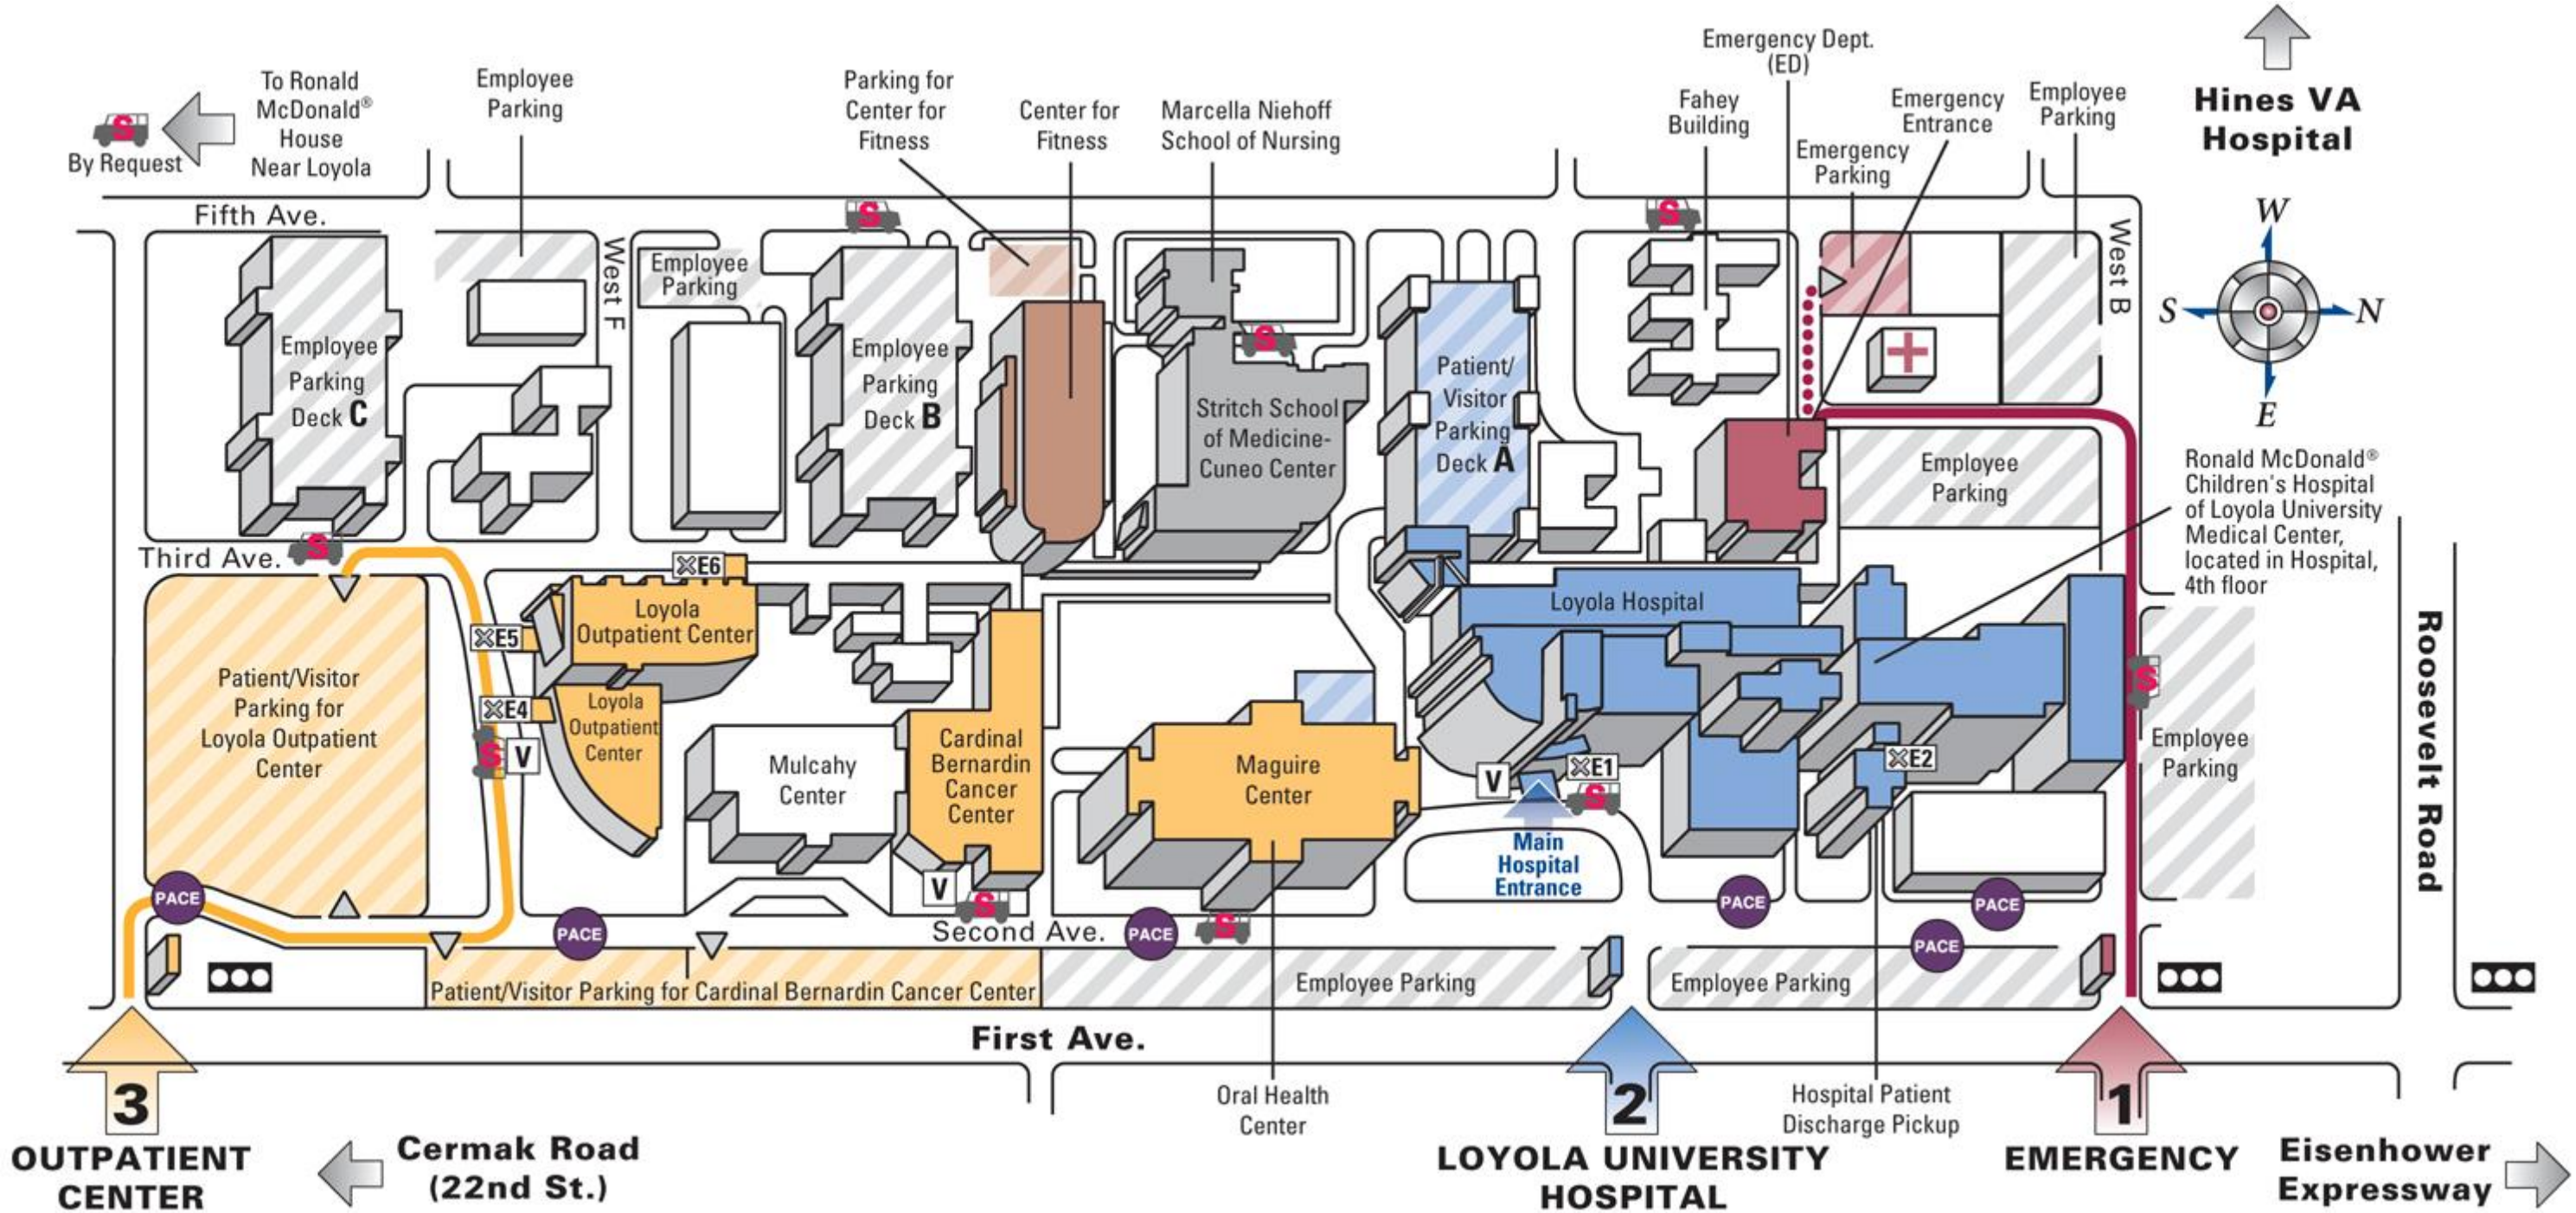 To Ronald
McDonald®
House
Near Loyola
S
By Request
Employee
Parking
Parking for
Center for
Fitness
Center for
Fitness
Marcella Niehoff
School of Nursing
Emergency Dept.
(ED)
Fahey
Building
Emergency
Entrance
Emergency
Parking
Employee
Parking
Hines VA
Hospital
Fifth Ave.
S
S
West F
West B
W
S
N
E
Employee
Parking
Deck C
Employee
Parking
Employee
Parking
Deck B
S
Stritch School
of Medicine-
Cuneo Center
Patient/
Visitor
Parking
Deck A
Employee
Parking
Ronald McDonald®
Children's Hospital
of Loyola University
Medical Center,
located in Hospital,
4th floor
Third Ave.
S
E6
E5
E4
S
V
Patient/Visitor
Parking for
Loyola Outpatient
Center
Loyola
Outpatient Center
Loyola
Outpatient
Center
Mulcahy
Center
Cardinal
Bernardin
Cancer
Center
V
S
Maguire
Center
S
Loyola Hospital
V
E1
S
E2
Main
Hospital
Entrance
S
Employee
Parking
Roosevelt Road
PACE
PACE
PACE
PACE
PACE
PACE
Second Ave.
Patient/Visitor Parking for Cardinal Bernardin Cancer Center
Employee Parking
Employee Parking
First Ave.
3
OUTPATIENT
CENTER
Cermak Road
(22nd St.)
Oral Health
Center
2
LOYOLA UNIVERSITY
HOSPITAL
Hospital Patient
Discharge Pickup
1
EMERGENCY
Eisenhower
Expressway